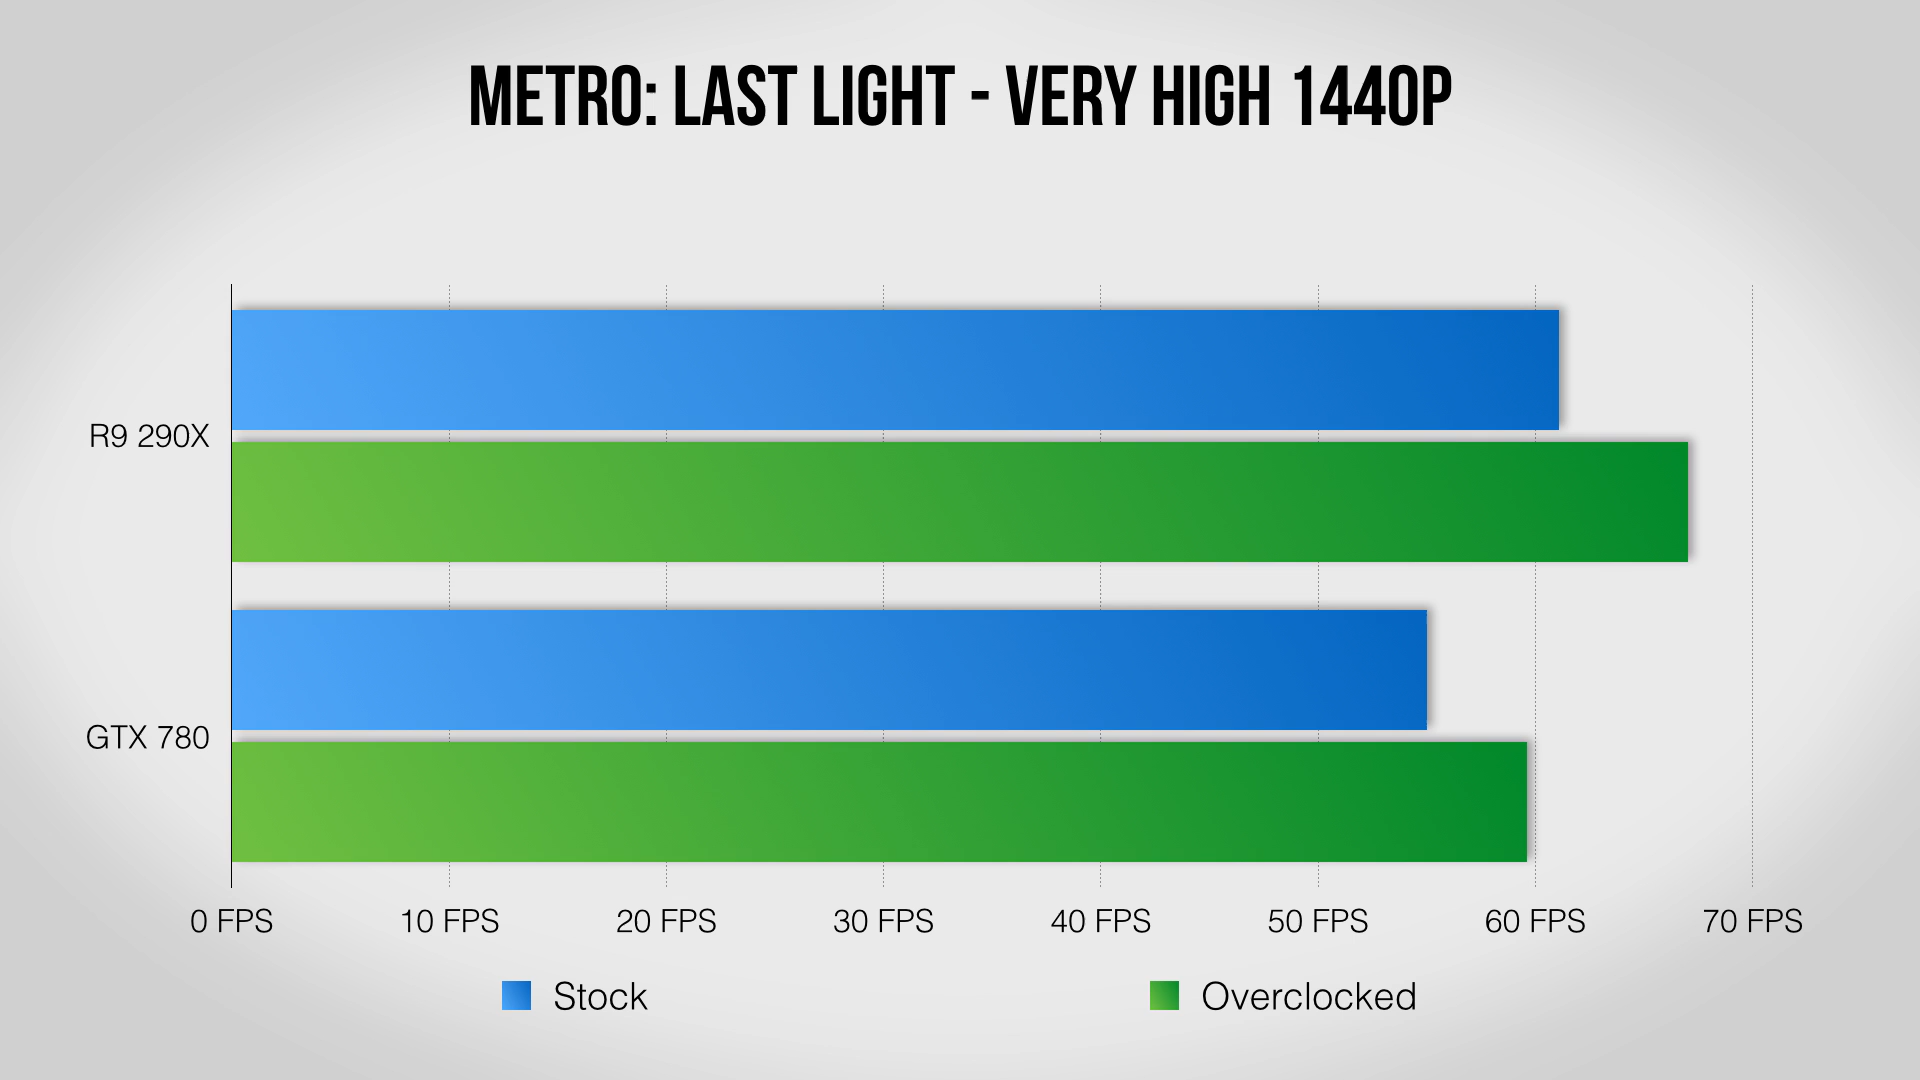 METRO: LAST LIGHT - VERY HIGH 1440P
R9 290X
GTX 780
0 FPS 10 FPS 20 FPS 30 FPS 40 FPS 50 FPS 60 FPS 70 FPS
Stock Overclocked